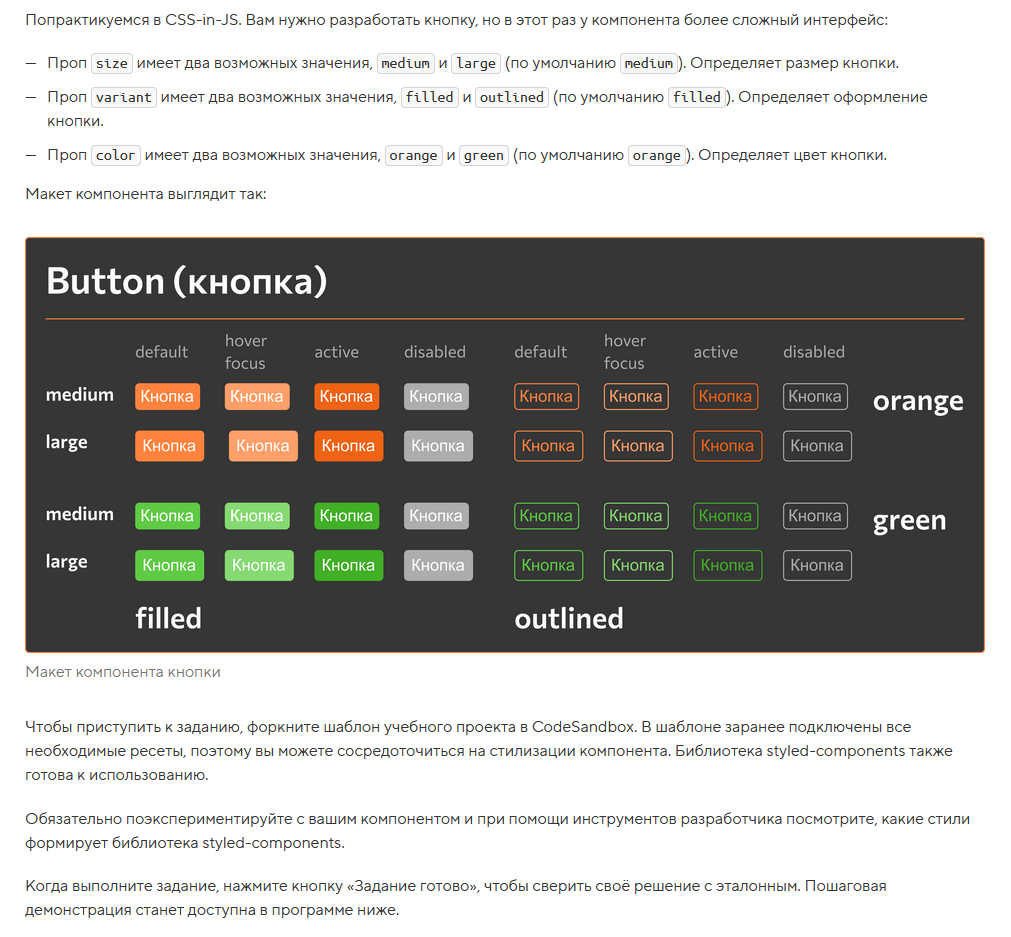 Попрактикуемся в CSS-in-JS. Вам нужно разработать кнопку, но в этот раз у компонента более сложный интерфейс:
— Проп size имеет два возможных значения, medium и large (по умолчанию medium). Определяет размер кнопки.
— Проп variant имеет два возможных значения, filled и outlined (по умолчанию filled). Определяет оформление
кнопки.
— Проп color имеет два возможных значения, orange и green (по умолчанию orange). Определяет цвет кнопки.
Макет компонента выглядит так:
Button (кнопка)
hover hover
default active disabled default active disabled
focus focus
medium Кнопка Кнопка Кнопка Кнопка Кнопка Кнопка Кнопка Кнопка orange
large Кнопка Кнопка Кнопка Кнопка Кнопка Кнопка Кнопка Кнопка
medium Кнопка Кнопка Кнопка Кнопка Кнопка Кнопка Кнопка Кнопка green
large Кнопка Кнопка Кнопка Кнопка Кнопка Кнопка Кнопка Кнопка
filled outlined
Макет компонента кнопки
Чтобы приступить к заданию, форкните шаблон учебного проекта в CodeSandbox. В шаблоне заранее подключены все
необходимые ресеты, поэтому вы можете сосредоточиться на стилизации компонента. Библиотека styled-components также
готова к использованию.
Обязательно поэкспериментируйте с вашим компонентом и при помощи инструментов разработчика посмотрите, какие стили
формирует библиотека styled-components.
Когда выполните задание, нажмите кнопку «Задание готово», чтобы сверить своё решение с эталонным. Пошаговая
демонстрация станет доступна в программе ниже.